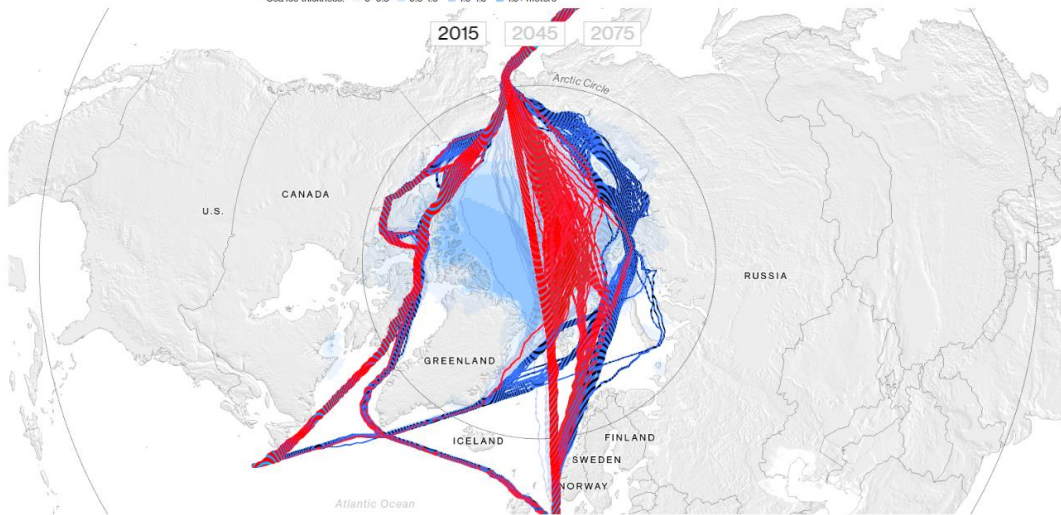 2015 2045 2075
Arctic Circle
CANADA
U.S.
RUSSIA
GREENLAND
ICELAND
FINLAND
SWEDEN
NORWAY
Atlantic Ocean